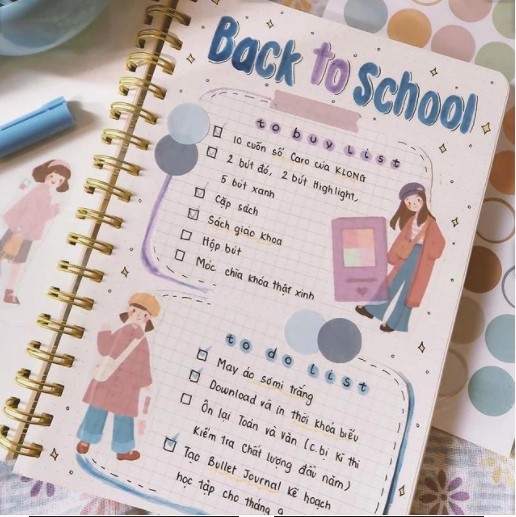 Back to School
to buy list
10 cuốn sổ Caro của KLONG
2 bút đỏ, 2 bút Highlight,
5 bút xanh
Cặp sách
Sách giáo khoa
Hộp bút
Móc chìa khóa thật xinh
to do list
May áo sơmi trắng
Download và in thời khóa biểu
Ôn lại Toán và Văn (c.bị kì thi
Kiểm tra chất lượng đầu năm)
Tạo Bullet Journal kế hoạch
học tập cho tháng 9